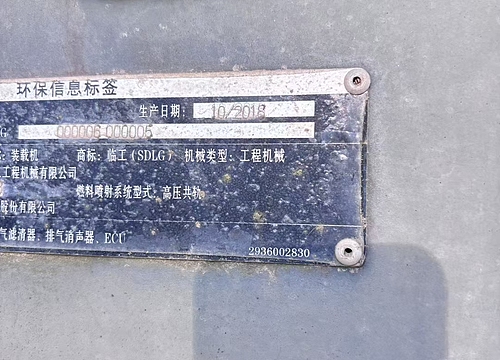 环保信息标签
生产日期: 10/2018
G 000006 000005
装载机 商标: 临工(SDLG) 机械类型: 工程机械
工程机械有限公司
燃料喷射系统型式: 高压共轨
股份有限公司
气滤清器、排气消声器、ECU
2936002830